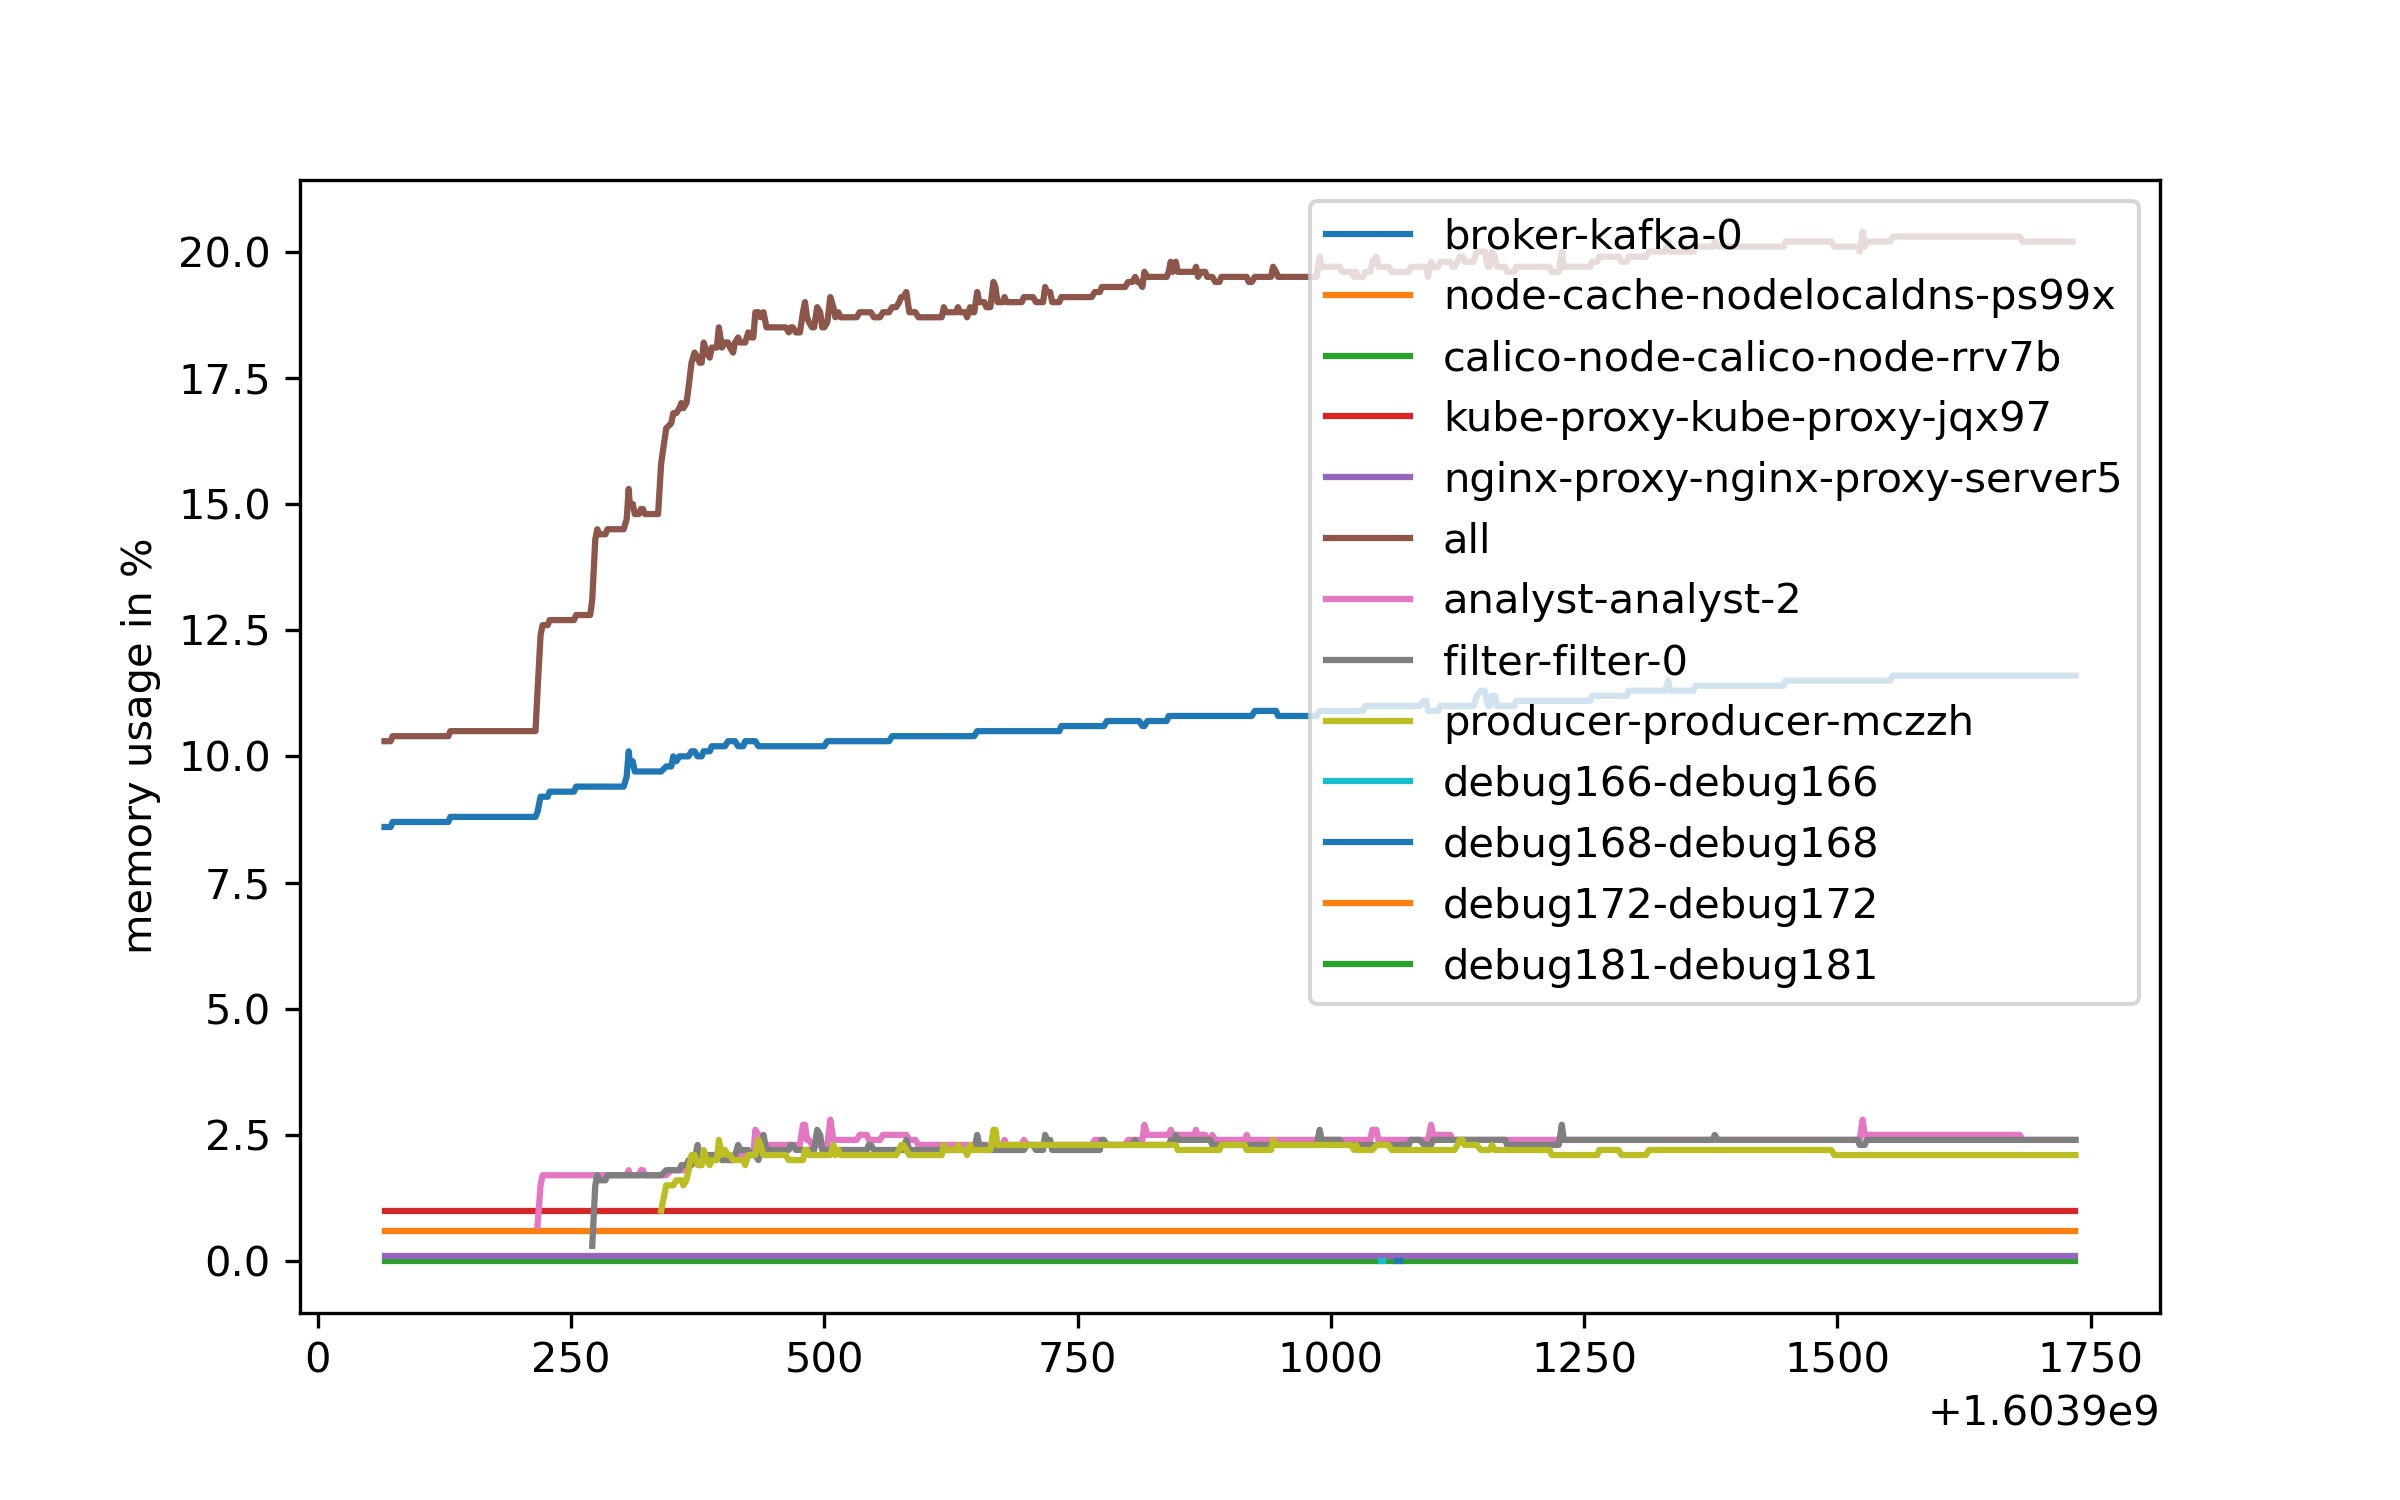 memory usage in %
20.0
17.5
15.0
12.5
10.0
7.5
5.0
2.5
0.0
broker-kafka-0
node-cache-nodelocaldns-ps99x
calico-node-calico-node-rrv7b
kube-proxy-kube-proxy-jqx97
nginx-proxy-nginx-proxy-server5
all
analyst-analyst-2
filter-filter-0
producer-producer-mczzh
debug166-debug166
debug168-debug168
debug172-debug172
debug181-debug181
0 250 500 750 1000 1250 1500 1750
+1.6039e9